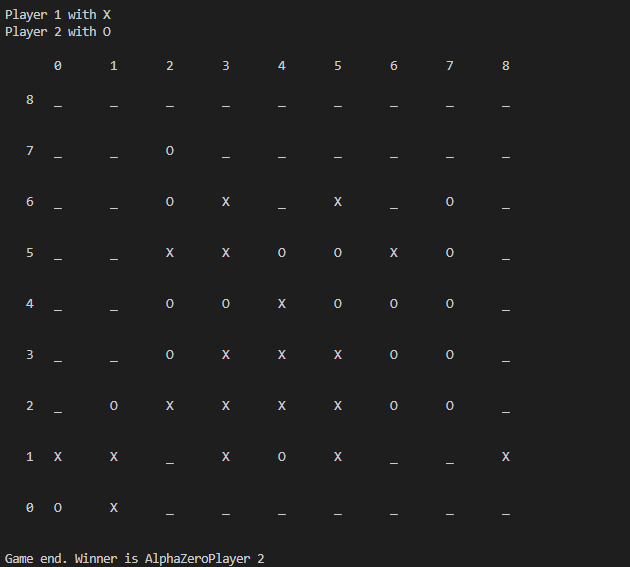 Player 1 with X
Player 2 with O
0 1 2 3 4 5 6 7 8
8 _ _ _ _ _ _ _ _ _
7 _ _ O _ _ _ _ _ _
6 _ _ O X _ X _ O _
5 _ _ X X O O X O _
4 _ _ O O X O O O _
3 _ _ O X X X O O _
2 _ O X X X X O O _
1 X X _ X O X _ _ X
0 O X _ _ _ _ _ _ _
Game end. Winner is AlphaZeroPlayer 2